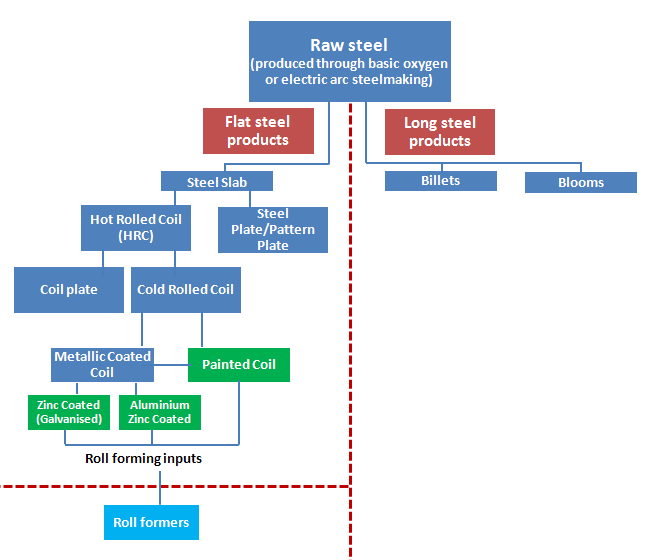 Raw steel
(produced through basic oxygen
or electric arc steelmaking)
Flat steel
products
Long steel
products
Steel Slab
Billets
Blooms
Hot Rolled Coil
(HRC)
Steel
Plate/Pattern
Plate
Coil plate
Cold Rolled Coil
Metallic Coated
Coil
Painted Coil
Zinc Coated
(Galvanised)
Aluminium
Zinc Coated
Roll forming inputs
Roll formers